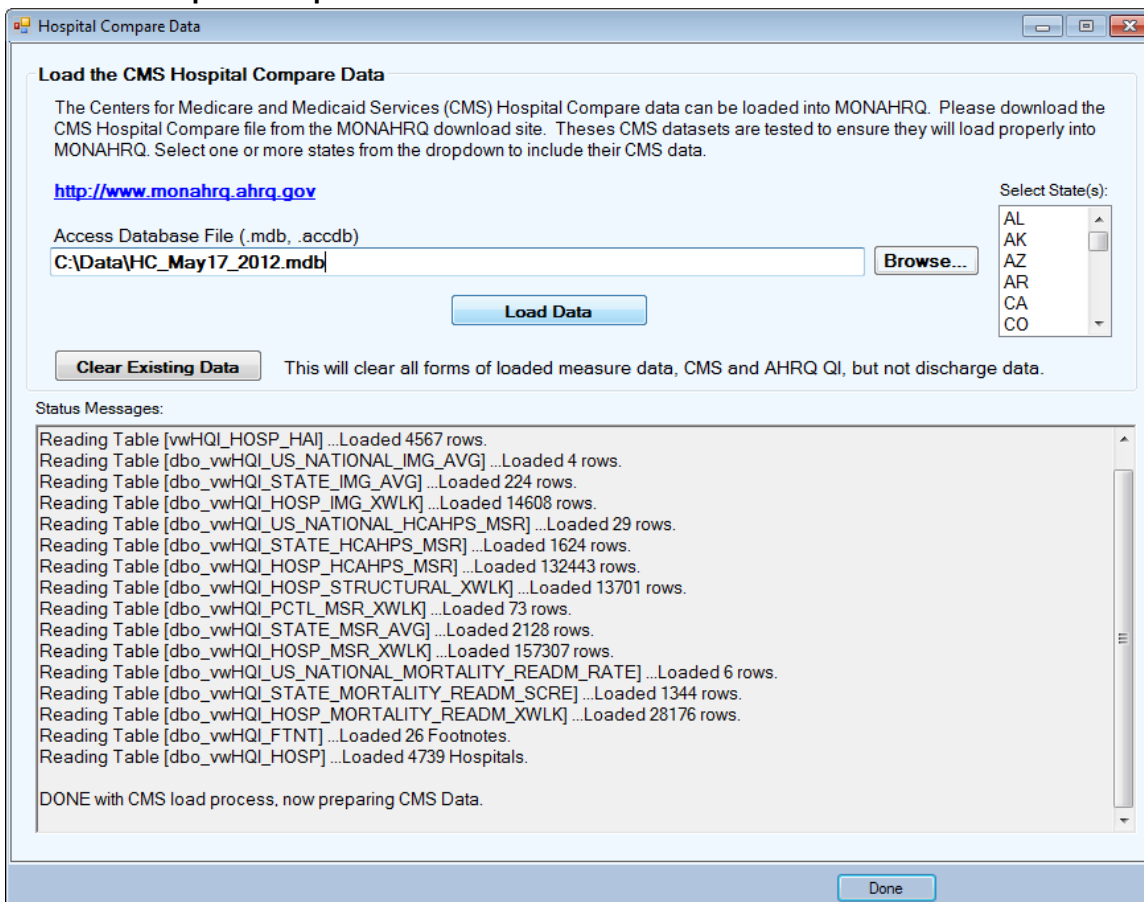 Hospital Compare Data
Load the CMS Hospital Compare Data
The Centers for Medicare and Medicaid Services (CMS) Hospital Compare data can be loaded into MONAHRQ. Please download the
CMS Hospital Compare file from the MONAHRQ download site. Theses CMS datasets are tested to ensure they will load properly into
MONAHRQ. Select one or more states from the dropdown to include their CMS data.
http://www.monahrq.ahrq.gov
Select State(s):
AL
AK
AZ
AR
CA
CO
Access Database File (.mdb, .accdb)
C:\Data\HC_May17_2012.mdb
Browse...
Load Data
Clear Existing Data
This will clear all forms of loaded measure data, CMS and AHRQ QI, but not discharge data.
Status Messages:
Reading Table [vwHQI_HOSP_HAI] ...Loaded 4567 rows.
Reading Table [dbo_vwHQI_US_NATIONAL_IMG_AVG] ...Loaded 4 rows.
Reading Table [dbo_vwHQI_STATE_IMG_AVG] ...Loaded 224 rows.
Reading Table [dbo_vwHQI_HOSP_IMG_XWLK] ...Loaded 14608 rows.
Reading Table [dbo_vwHQI_US_NATIONAL_HCAHPS_MSR] ...Loaded 29 rows.
Reading Table [dbo_vwHQI_STATE_HCAHPS_MSR] ...Loaded 1624 rows.
Reading Table [dbo_vwHQI_HOSP_HCAHPS_MSR] ...Loaded 132443 rows.
Reading Table [dbo_vwHQI_HOSP_STRUCTURAL_XWLK] ...Loaded 13701 rows.
Reading Table [dbo_vwHQI_PCTL_MSR_XWLK] ...Loaded 73 rows.
Reading Table [dbo_vwHQI_STATE_MSR_AVG] ...Loaded 2128 rows.
Reading Table [dbo_vwHQI_HOSP_MSR_XWLK] ...Loaded 157307 rows.
Reading Table [dbo_vwHQI_US_NATIONAL_MORTALITY_READM_RATE] ...Loaded 6 rows.
Reading Table [dbo_vwHQI_STATE_MORTALITY_READM_SCRE] ...Loaded 1344 rows.
Reading Table [dbo_vwHQI_HOSP_MORTALITY_READM_XWLK] ...Loaded 28176 rows.
Reading Table [dbo_vwHQI_FTNT] ...Loaded 26 Footnotes.
Reading Table [dbo_vwHQI_HOSP] ...Loaded 4739 Hospitals.
DONE with CMS load process, now preparing CMS Data.
Done